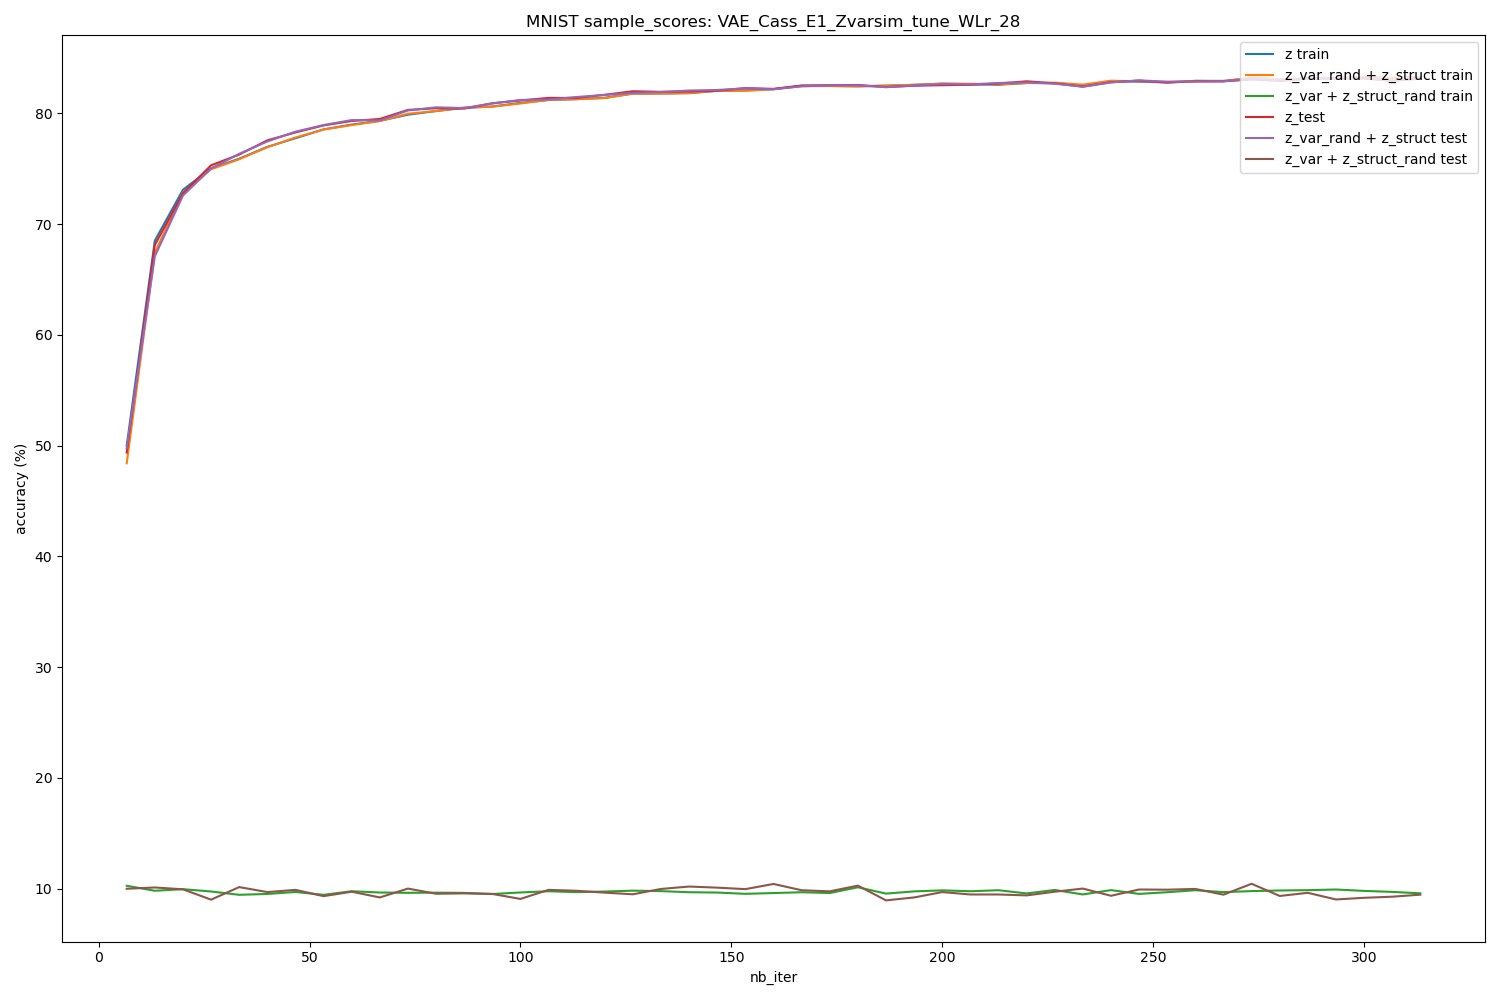 MNIST sample_scores: VAE_Cass_E1_Zvarsim_tune_WLr_28
z train
z_var_rand + z_struct train
z_var + z_struct_rand train
z_test
z_var_rand + z_struct test
z_var + z_struct_rand test
accuracy (%)
80
70
60
50
40
30
20
10
0 50 100 150 200 250 300
nb_iter